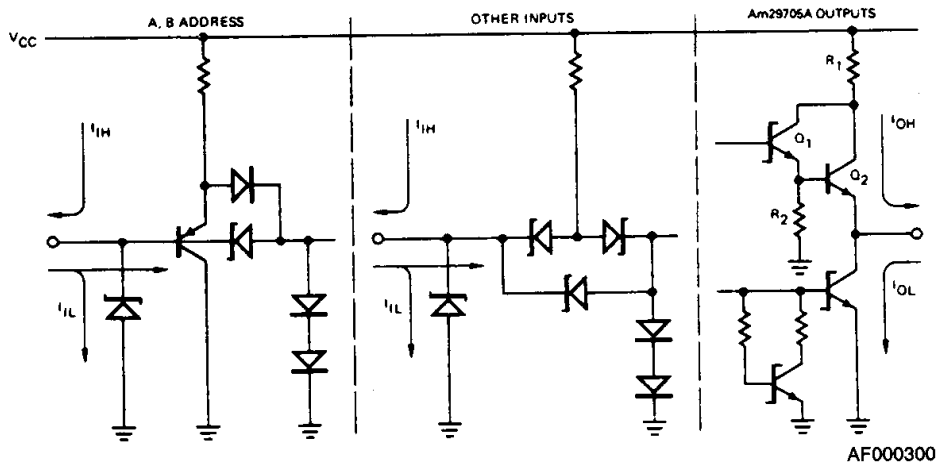 A, B ADDRESS
OTHER INPUTS
Am29705A OUTPUTS
VCC
R1
IIH
IIH
Q1
IOH
Q2
R2
IIL
IIL
IOL
AF000300